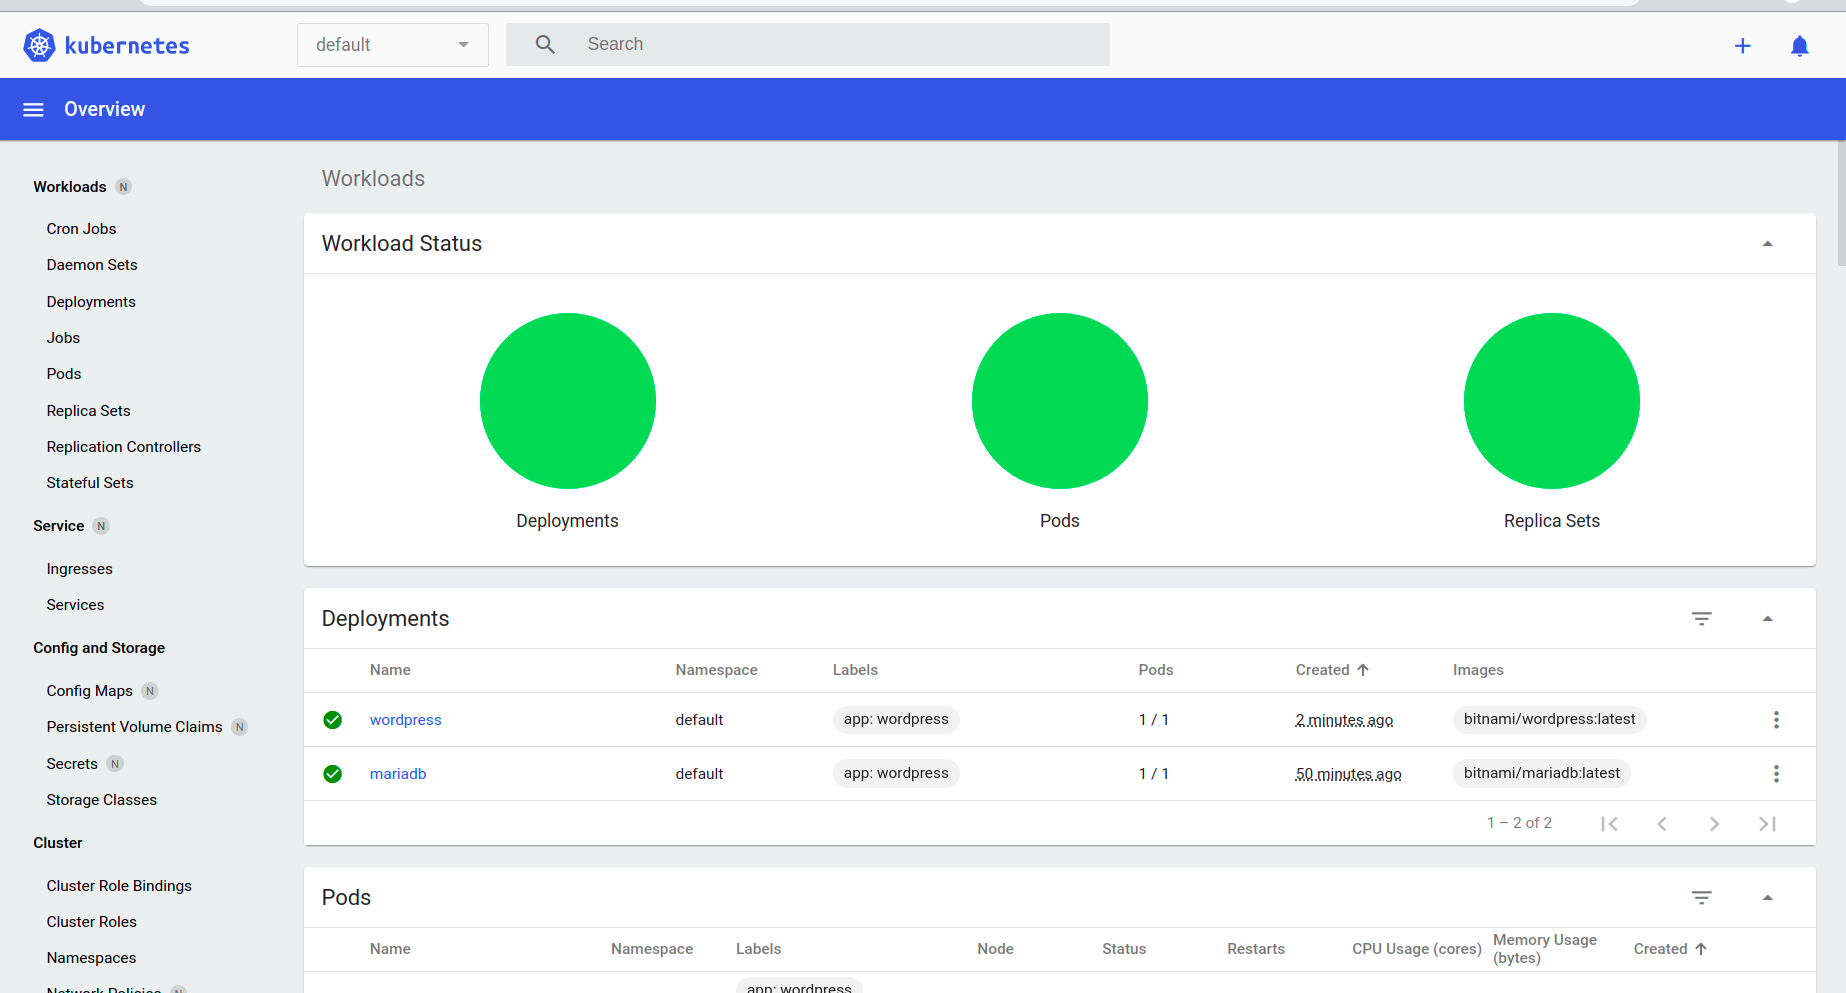 kubernetes
default
Search
Overview
Workloads N
Cron Jobs
Daemon Sets
Deployments
Jobs
Pods
Replica Sets
Replication Controllers
Stateful Sets
Service N
Ingresses
Services
Config and Storage
Config Maps N
Persistent Volume Claims N
Secrets N
Storage Classes
Cluster
Cluster Role Bindings
Cluster Roles
Namespaces
Network Policies N
Workloads
Workload Status
Deployments Pods Replica Sets
Deployments
Name Namespace Labels Pods Created Images
wordpress default app: wordpress 1 / 1 2 minutes ago bitnami/wordpress:latest
mariadb default app: wordpress 1 / 1 50 minutes ago bitnami/mariadb:latest
1 – 2 of 2
Pods
Name Namespace Labels Node Status Restarts CPU Usage (cores) Memory Usage (bytes) Created
app: wordpress